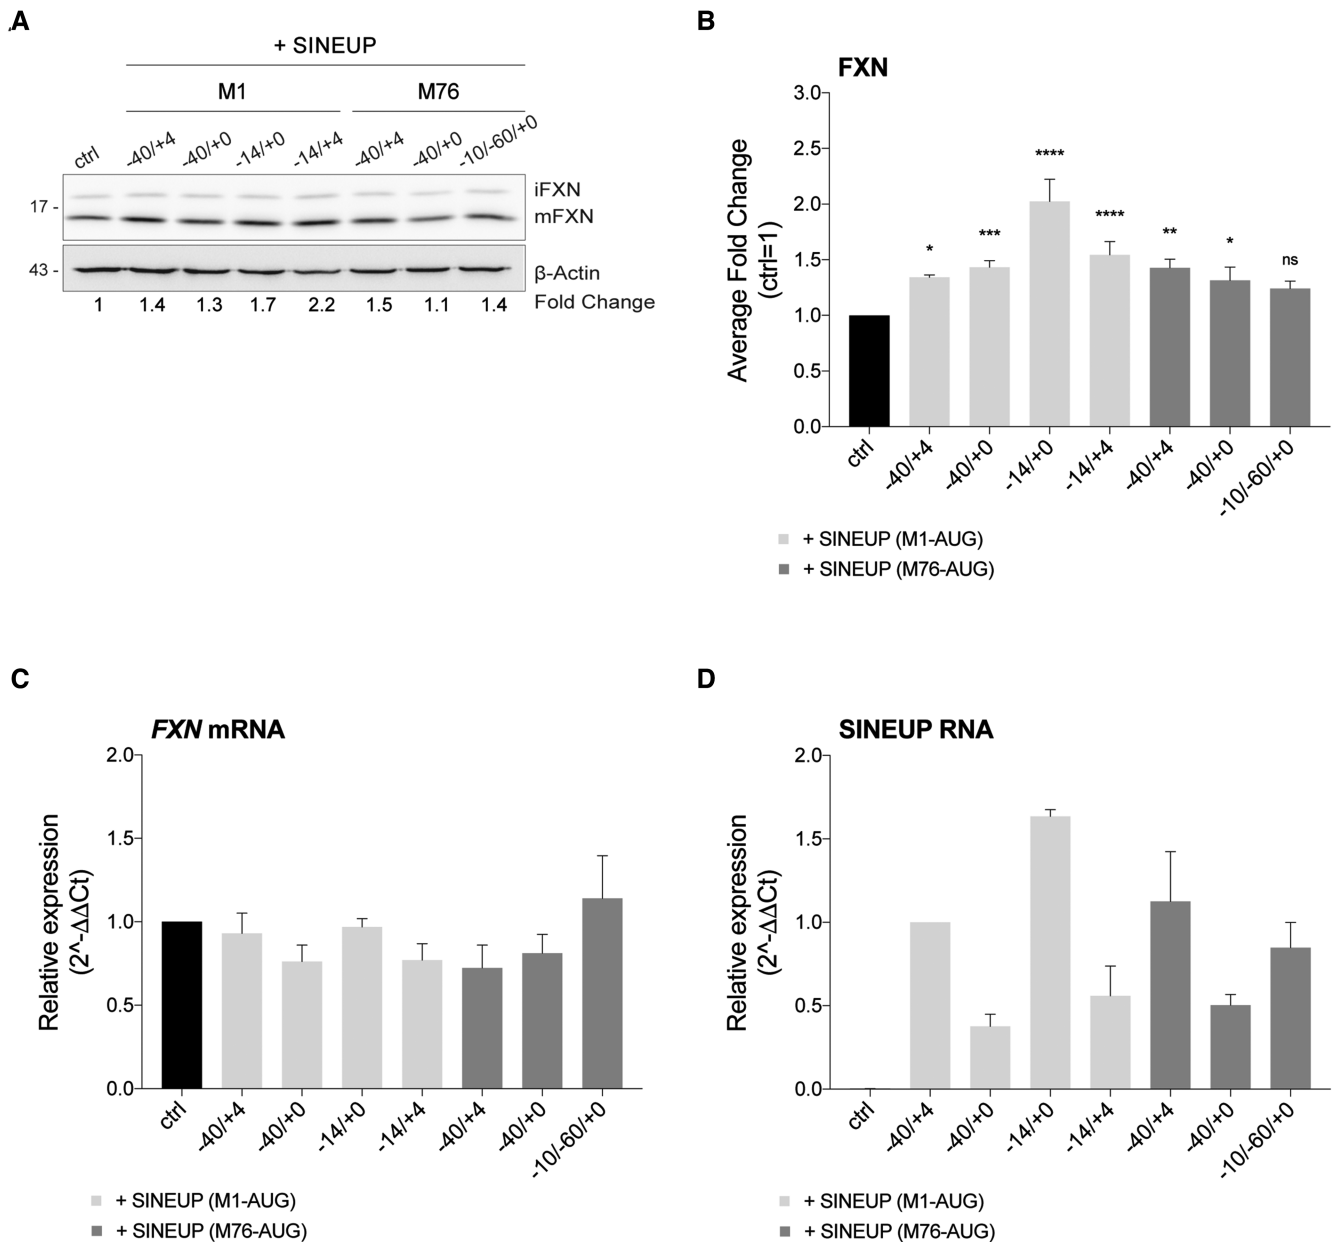 A
+ SINEUP
M1 M76
ctrl -40/+4 -40/+0 -14/+0 -14/+4 -40/+4 -40/+0 -10/-60/+0
iFXN
17 -
mFXN
43 -
β-Actin
1 1.4 1.3 1.7 2.2 1.5 1.1 1.4 Fold Change
B
FXN
Average Fold Change
(ctrl=1)
3.0
2.5
2.0
1.5
1.0
0.5
0.0
* *** **** **** ** * ns
ctrl -40/+4 -40/+0 -14/+0 -14/+4 -40/+4 -40/+0 -10/-60/+0
+ SINEUP (M1-AUG)
+ SINEUP (M76-AUG)
C
FXN mRNA
Relative expression
(2^-ΔΔCt)
2.0
1.5
1.0
0.5
0.0
ctrl -40/+4 -40/+0 -14/+0 -14/+4 -40/+4 -40/+0 -10/-60/+0
+ SINEUP (M1-AUG)
+ SINEUP (M76-AUG)
D
SINEUP RNA
Relative expression
(2^-ΔΔCt)
2.0
1.5
1.0
0.5
0.0
ctrl -40/+4 -40/+0 -14/+0 -14/+4 -40/+4 -40/+0 -10/-60/+0
+ SINEUP (M1-AUG)
+ SINEUP (M76-AUG)